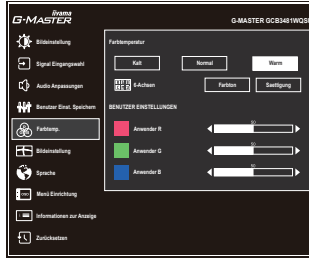 iiyama
G-MASTER
G-MASTER GCB3481WQSU
Bildeinstellung
Signal Eingangswahl
Audio Anpassungen
Benutzer Einst. Speichern
Farbtemp.
Bildeinstellung
Sprache
Menü Einrichtung
Informationen zur Anzeige
Zurücksetzen
Farbtemperatur
Kalt
Normal
Warm
6-Achsen
Farbton
Saettigung
BENUTZER EINSTELLUNGEN
Anwender R
50
Anwender G
50
Anwender B
50